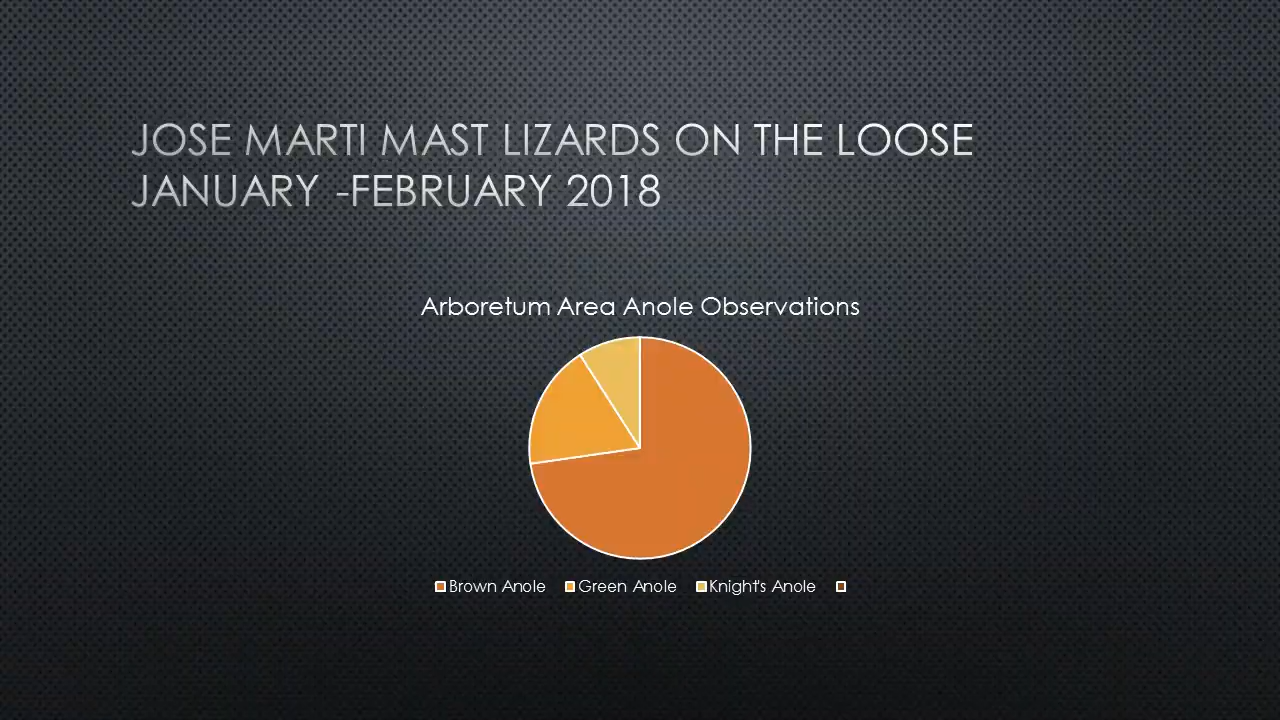 JOSE MARTI MAST LIZARDS ON THE LOOSE
JANUARY -FEBRUARY 2018
Arboretum Area Anole Observations
Brown Anole Green Anole Knight's Anole